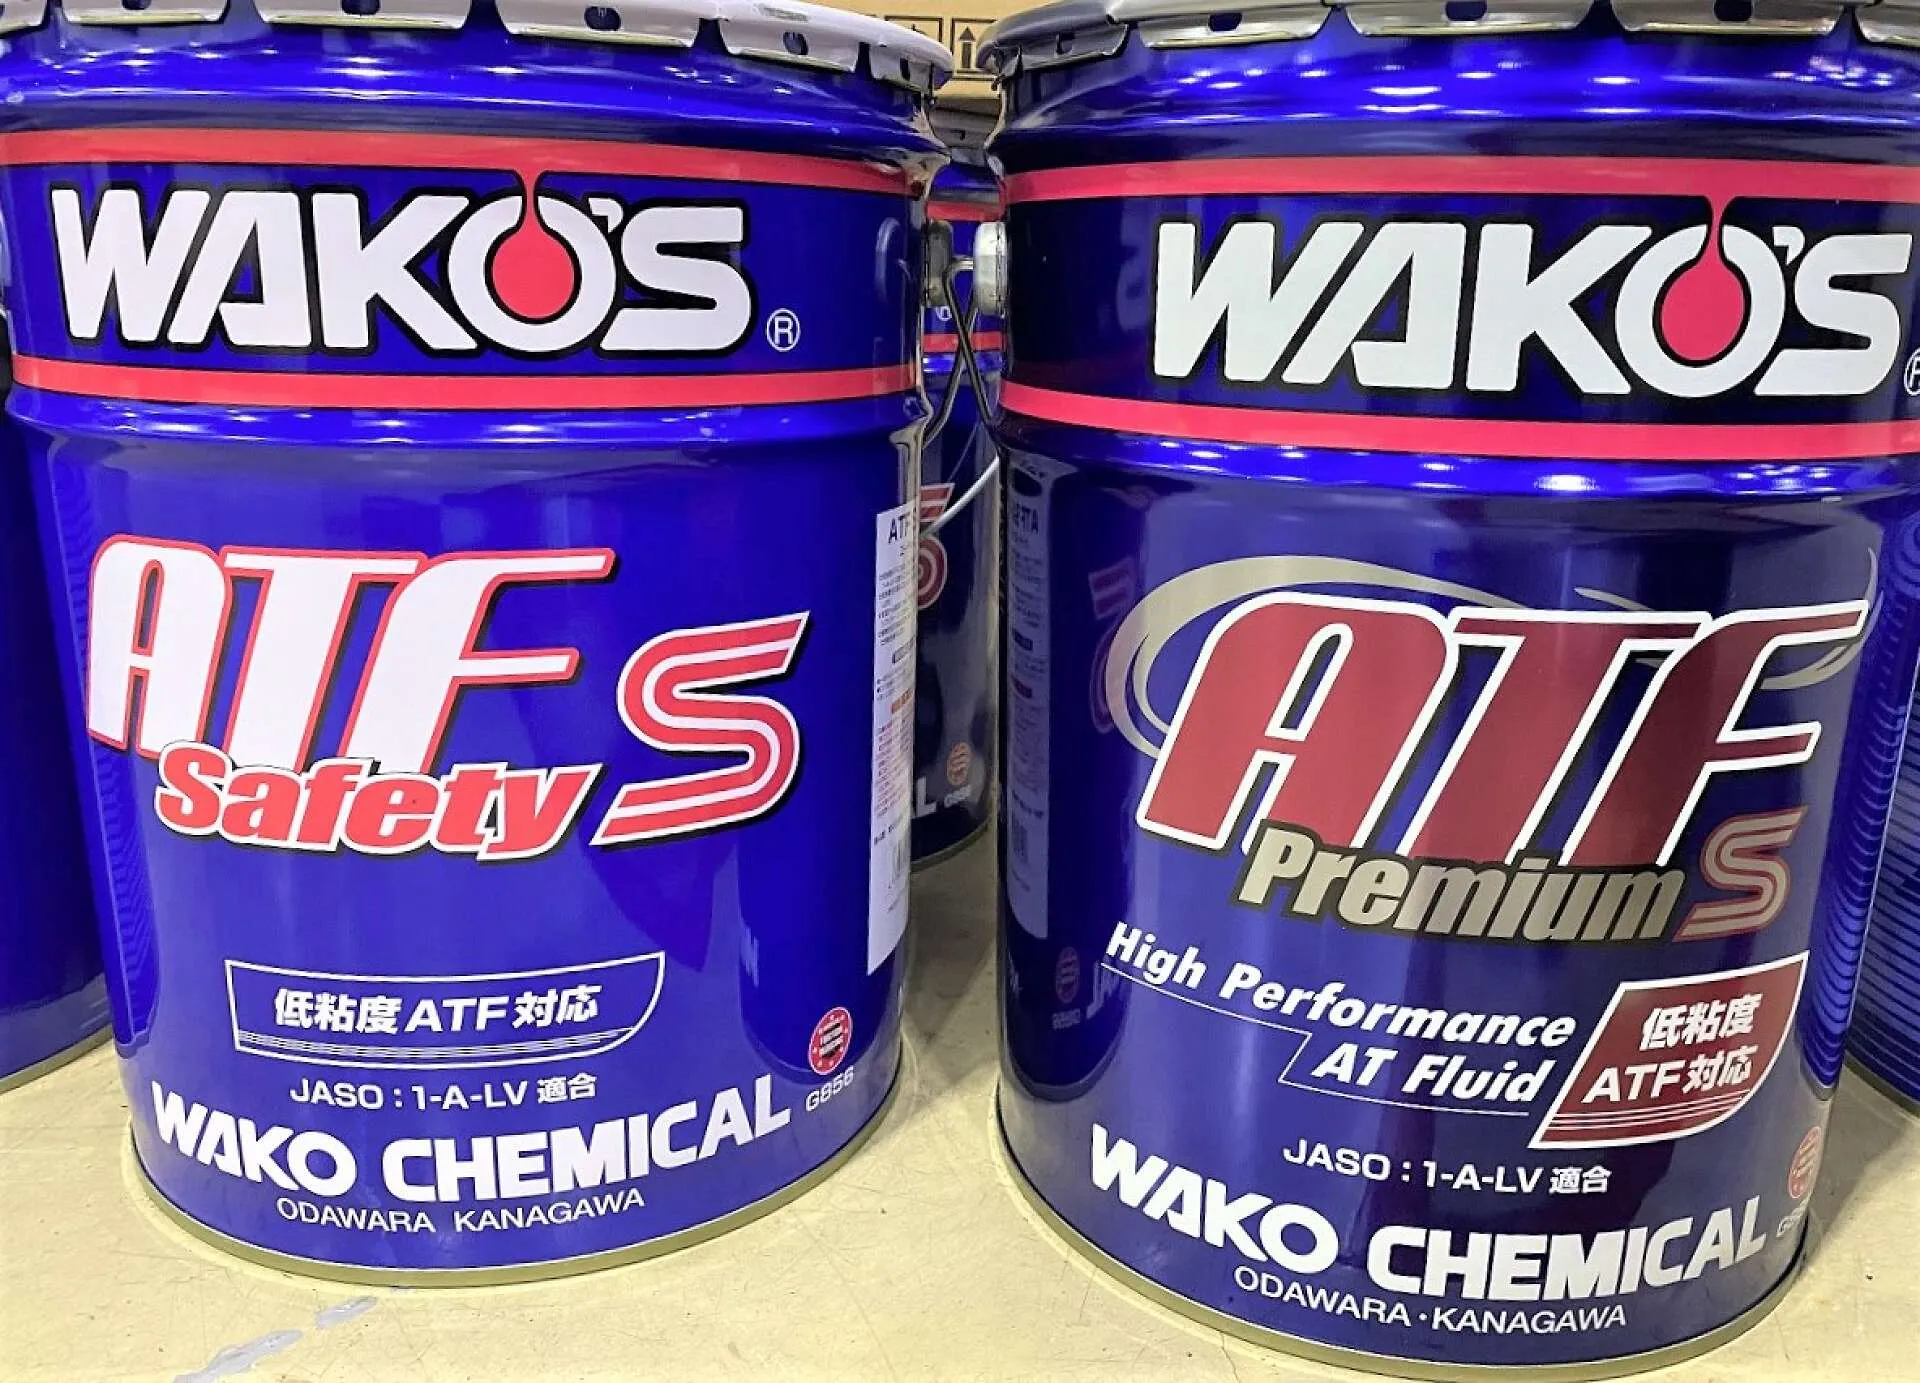 WAKO'S
®
ATF
Safety S
低粘度ATF対応
JASO : 1-A-LV 適合
G856
WAKO CHEMICAL
ODAWARA KANAGAWA
WAKO'S
ATF
Premium S
High Performance
AT Fluid
低粘度
ATF対応
JASO : 1-A-LV 適合
WAKO CHEMICAL
ODAWARA・KANAGAWA